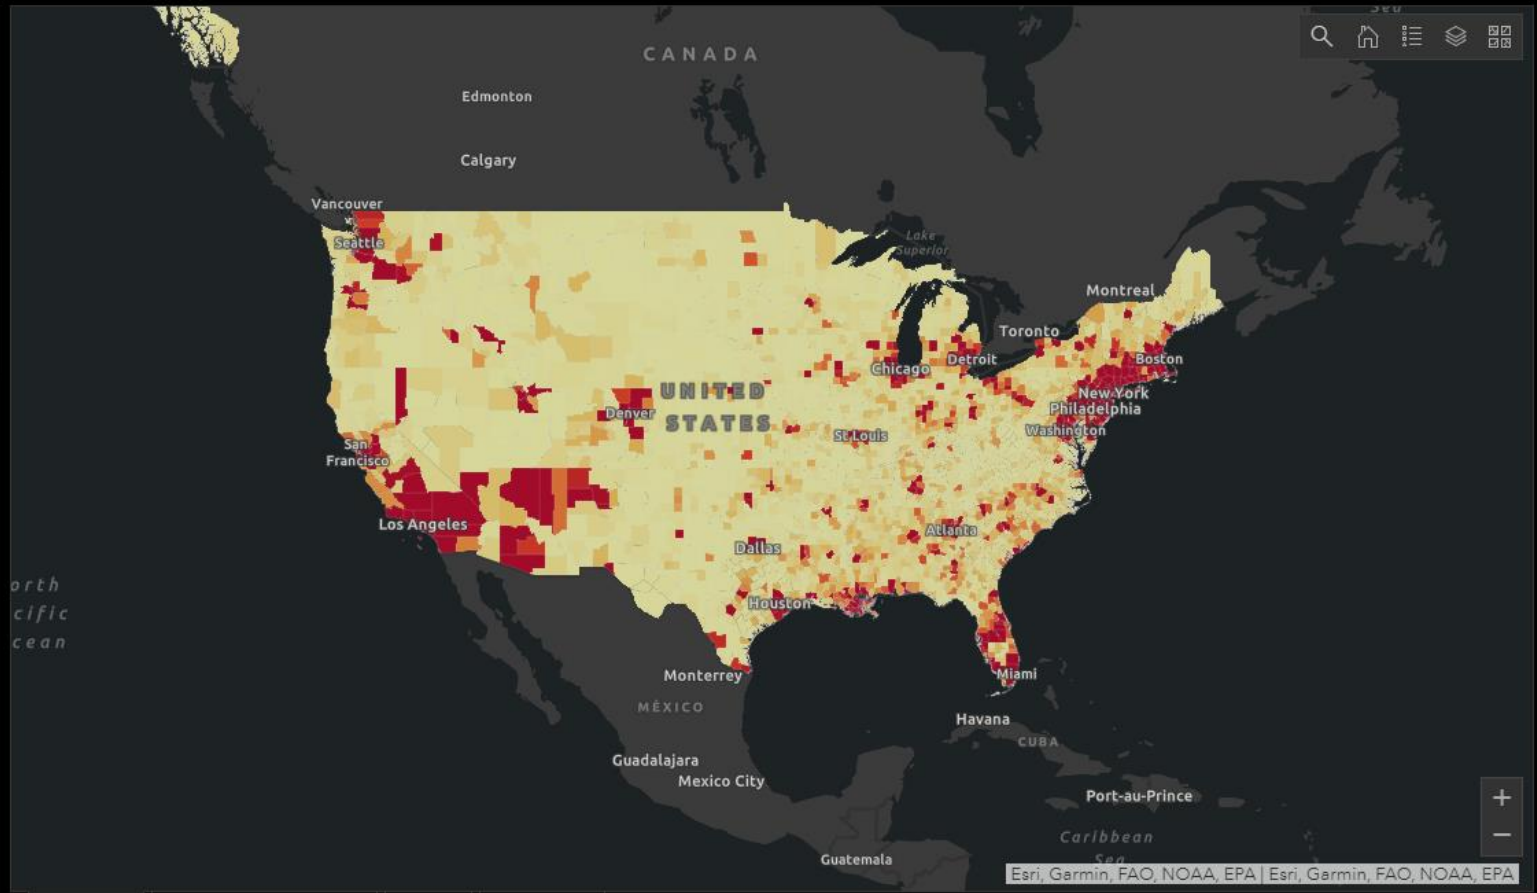 Sea
CANADA
Edmonton
Calgary
Vancouver
Seattle
Lake
Superior
Montreal
Toronto
Boston
Detroit
Chicago
New York
Philadelphia
UNITED
STATES
Denver
Washington
St Louis
San
Francisco
Los Angeles
Atlanta
Dallas
orth
cific
cean
Houston
Miami
Monterrey
MÉXICO
Havana
CUBA
Guadalajara
Mexico City
Port-au-Prince
Caribbean
Sea
Guatemala
Esri, Garmin, FAO, NOAA, EPA | Esri, Garmin, FAO, NOAA, EPA